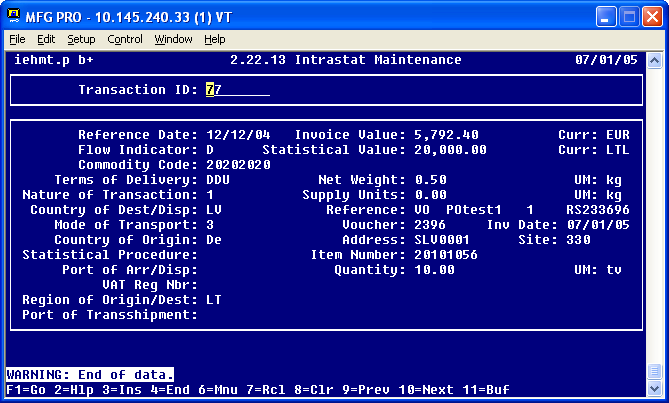 MFG PRO - 10.145.240.33 (1) VT
File Edit Setup Control Window Help
iehmt.p b+ 2.22.13 Intrastat Maintenance 07/01/05
Transaction ID: 77
Reference Date: 12/12/04 Invoice Value: 5,792.40 Curr: EUR
Flow Indicator: D Statistical Value: 20,000.00 Curr: LTL
Commodity Code: 20202020
Terms of Delivery: DDU Net Weight: 0.50 UM: kg
Nature of Transaction: 1 Supply Units: 0.00 UM: kg
Country of Dest/Disp: LV Reference: VO POtest1 1 RS233696
Mode of Transport: 3 Voucher: 2396 Inv Date: 07/01/05
Country of Origin: De Address: SLV0001 Site: 330
Statistical Procedure: Item Number: 20101056
Port of Arr/Disp: Quantity: 10.00 UM: tv
VAT Reg Nbr:
Region of Origin/Dest: LT
Port of Transshipment:
WARNING: End of data.
F1=Go 2=Hlp 3=Ins 4=End 6=Mnu 7=Rcl 8=Clr 9=Prev 10=Next 11=Buf